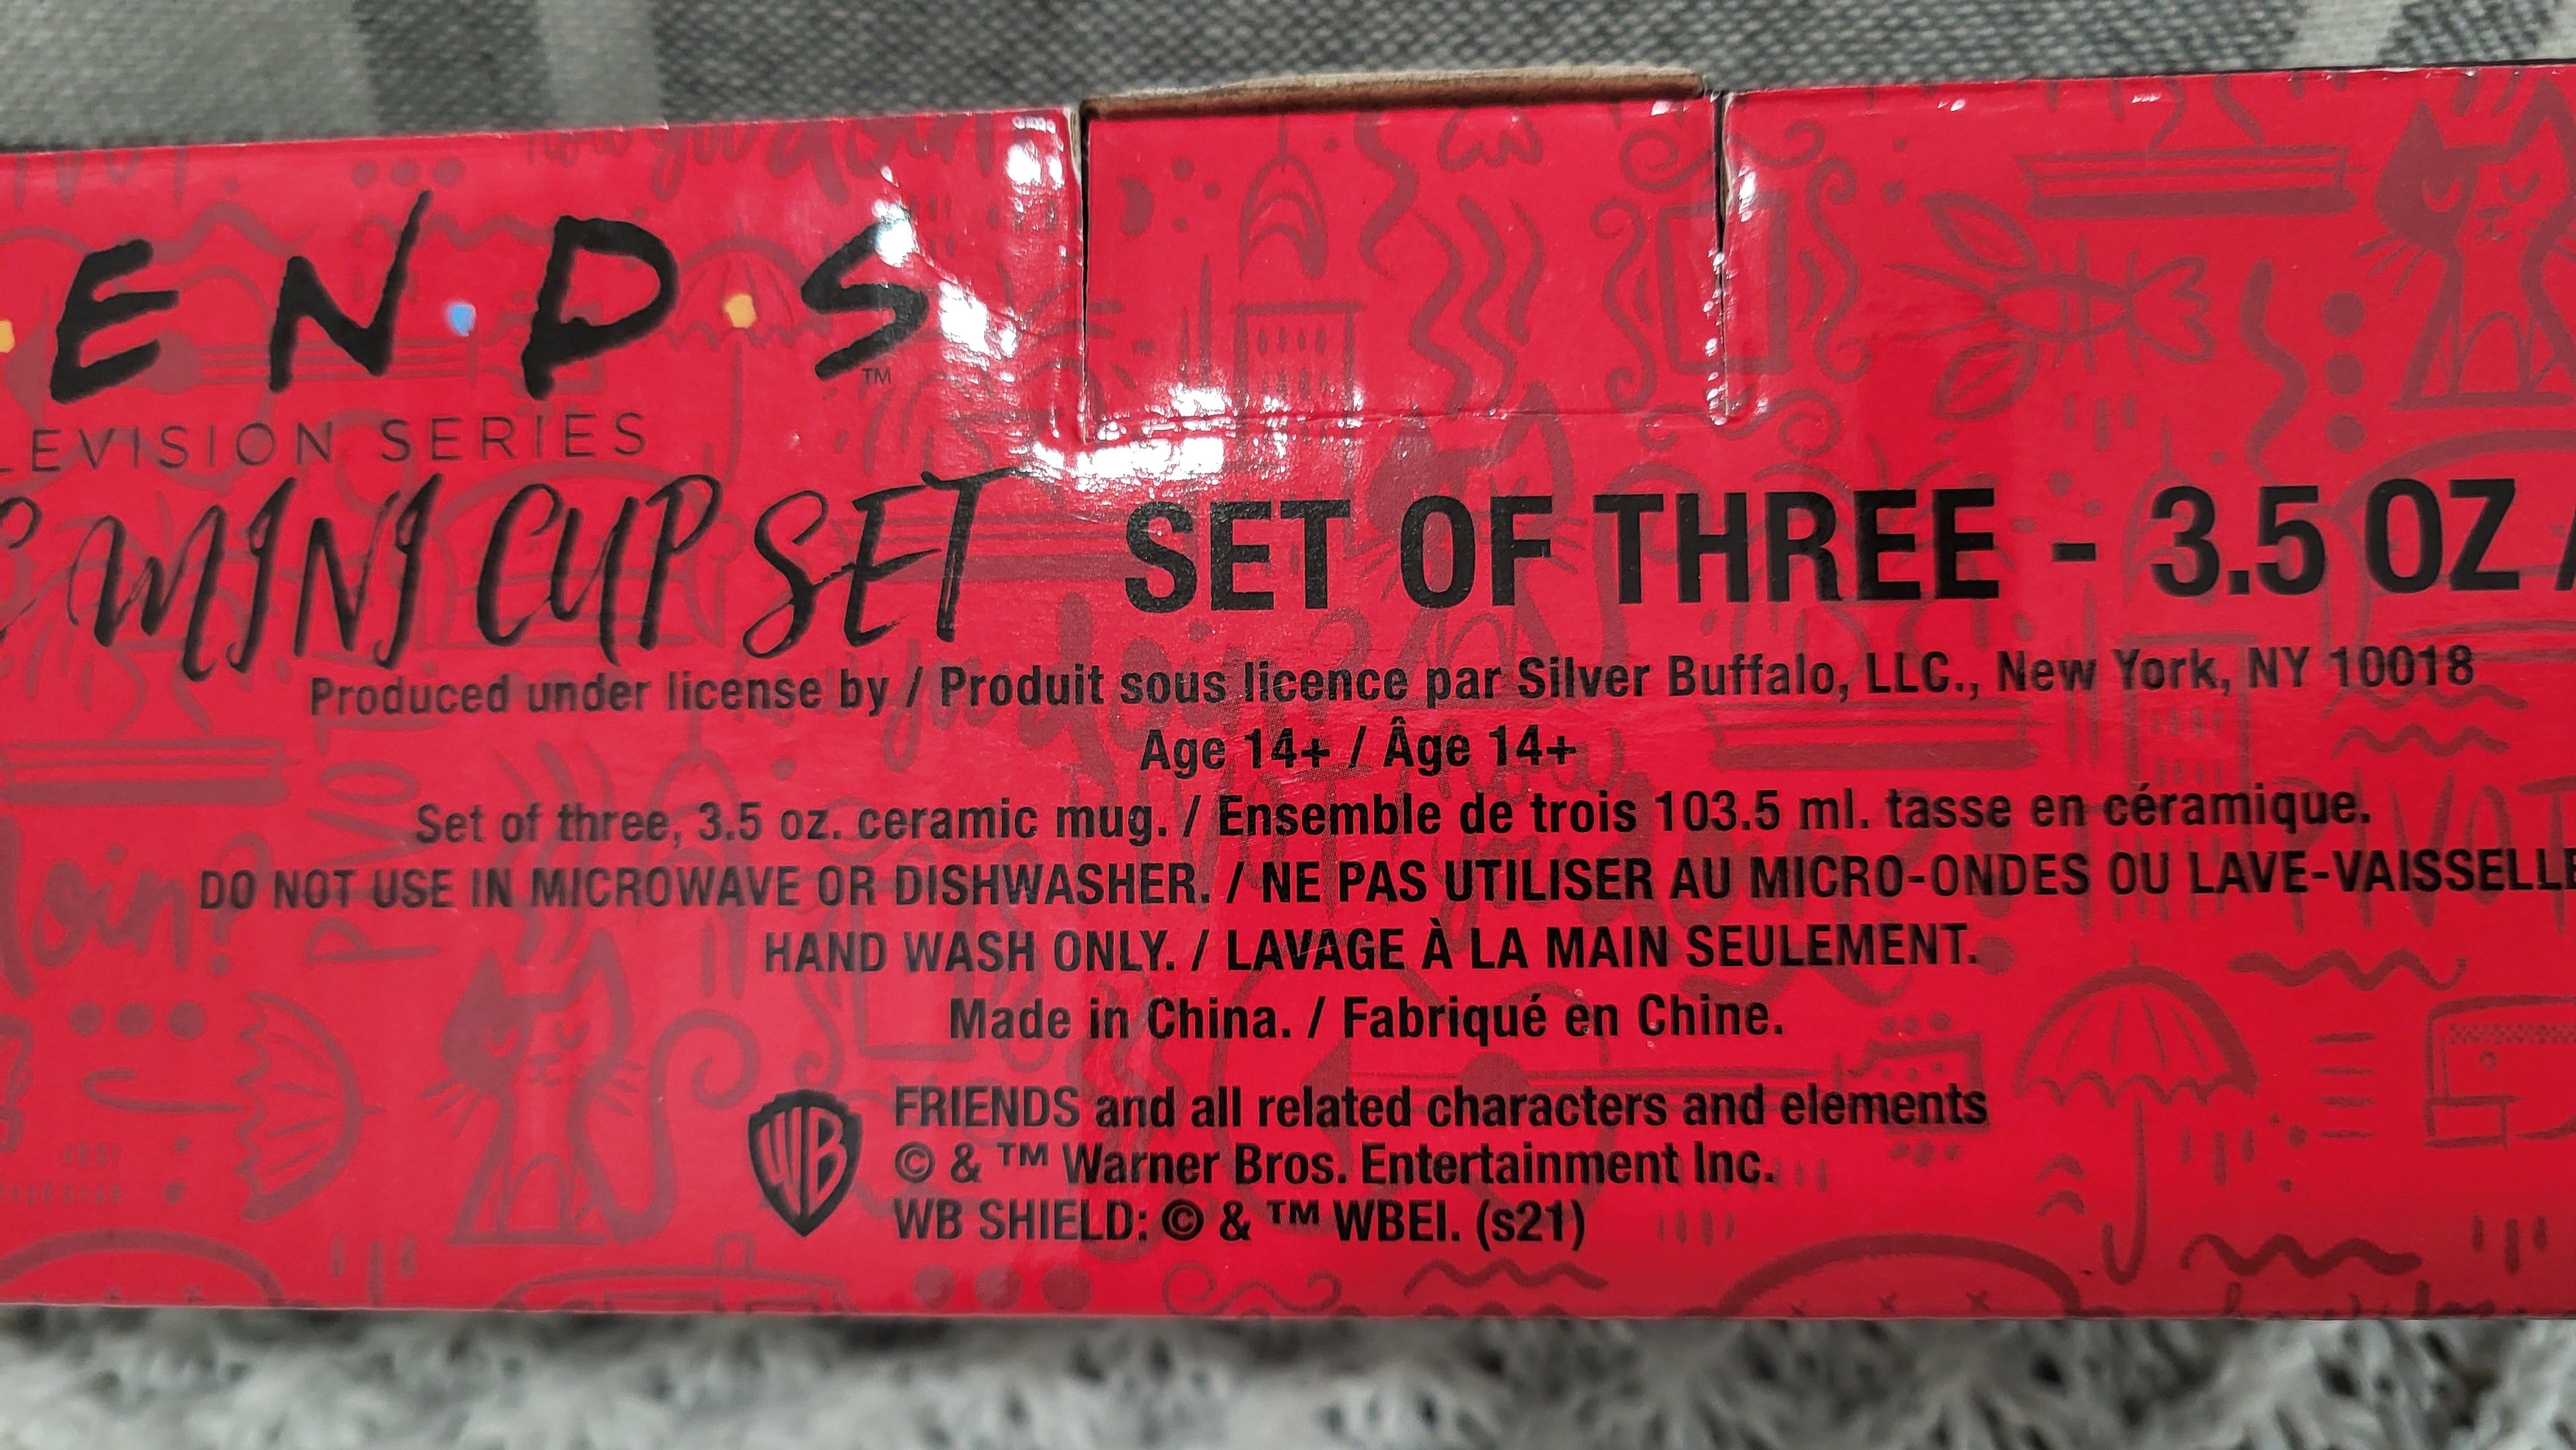 E·N·D·S™
LEVISION SERIES
MINI CUP SET
SET OF THREE - 3.5 OZ
Produced under license by / Produit sous licence par Silver Buffalo, LLC., New York, NY 10018
Age 14+ / Âge 14+
Set of three, 3.5 oz. ceramic mug. / Ensemble de trois 103.5 ml. tasse en céramique.
DO NOT USE IN MICROWAVE OR DISHWASHER. / NE PAS UTILISER AU MICRO-ONDES OU LAVE-VAISSELLE
HAND WASH ONLY. / LAVAGE À LA MAIN SEULEMENT.
Made in China. / Fabriqué en Chine.
WB
FRIENDS and all related characters and elements
© & ™ Warner Bros. Entertainment Inc.
WB SHIELD: © & ™ WBEI. (s21)